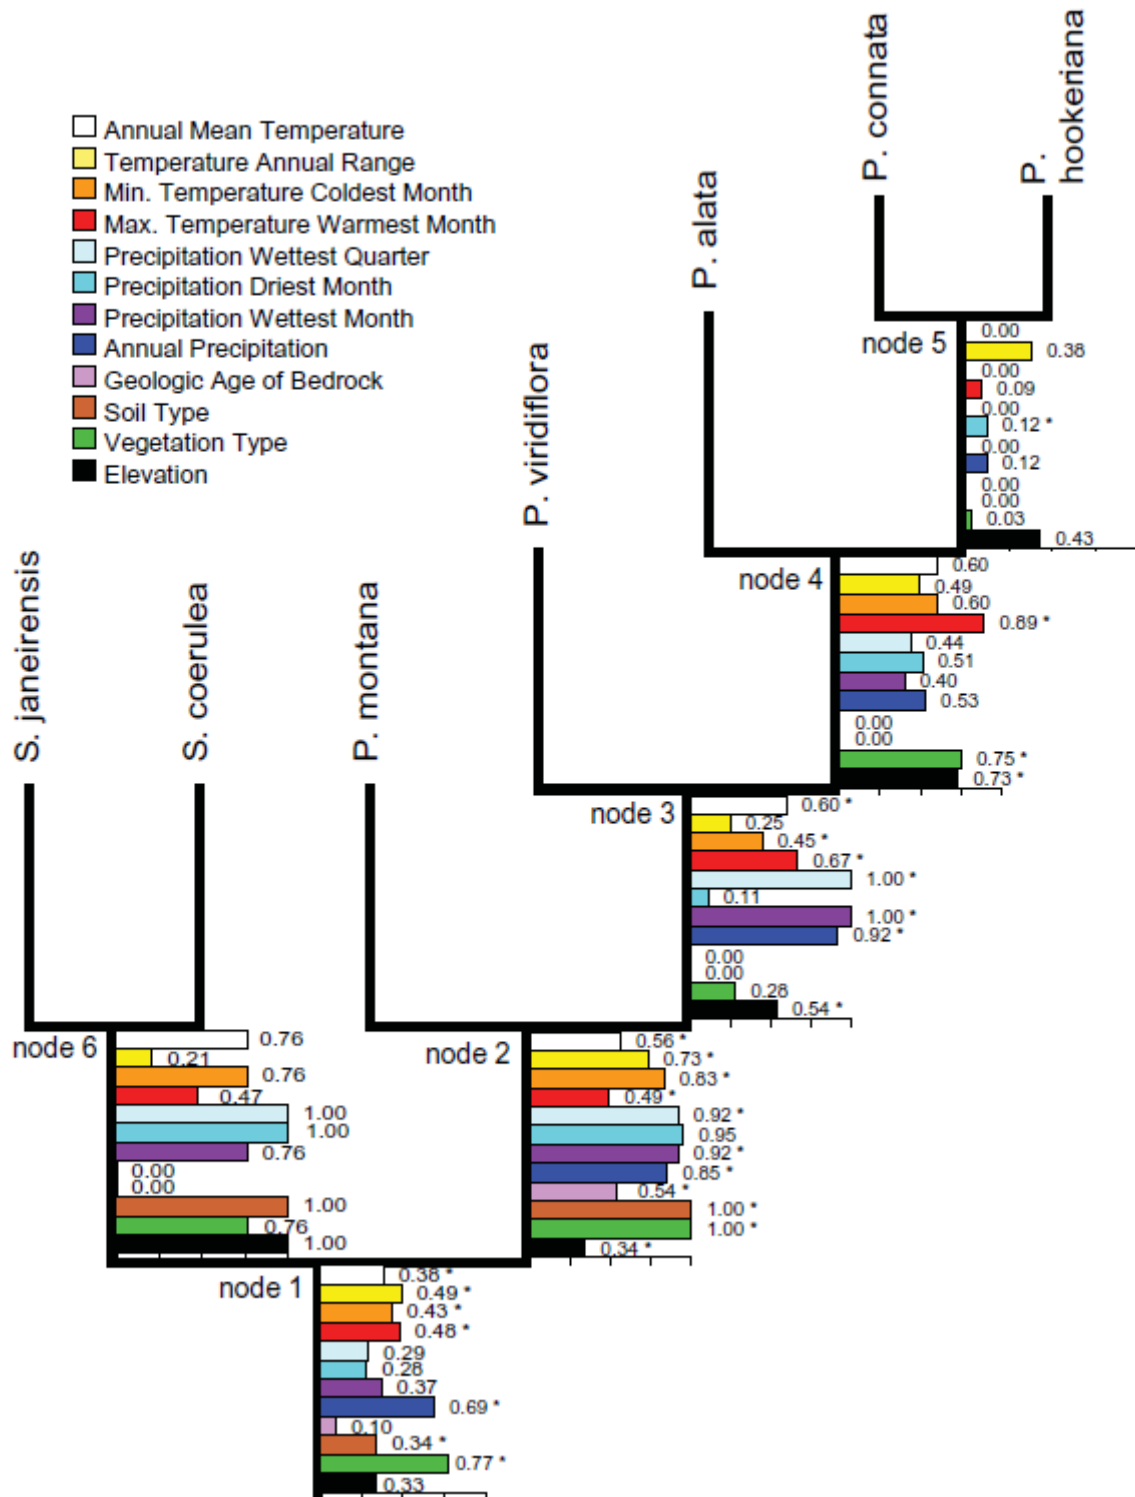 P. connata
P.
hookeriana
P. alata
P. viridiflora
S. janeirensis
S. coerulea
P. montana
Annual Mean Temperature
Temperature Annual Range
Min. Temperature Coldest Month
Max. Temperature Warmest Month
Precipitation Wettest Quarter
Precipitation Driest Month
Precipitation Wettest Month
Annual Precipitation
Geologic Age of Bedrock
Soil Type
Vegetation Type
Elevation
node 5
0.00
0.38
0.00
0.09
0.00
0.12 *
0.00
0.12
0.00
0.00
0.03
0.43
node 4
0.60
0.49
0.60
0.89 *
0.44
0.51
0.40
0.53
0.00
0.00
0.75 *
0.73 *
node 3
0.60 *
0.25
0.45 *
0.67 *
1.00 *
0.11
1.00 *
0.92 *
0.00
0.00
0.28
0.54 *
node 6
0.76
0.21
0.76
0.47
1.00
1.00
0.76
0.00
0.00
1.00
0.76
1.00
node 2
0.56 *
0.73 *
0.83 *
0.49 *
0.92 *
0.95
0.92 *
0.85 *
0.54 *
1.00 *
1.00 *
0.34 *
node 1
0.38 *
0.49 *
0.43 *
0.48 *
0.29
0.28
0.37
0.69 *
0.10
0.34 *
0.77 *
0.33